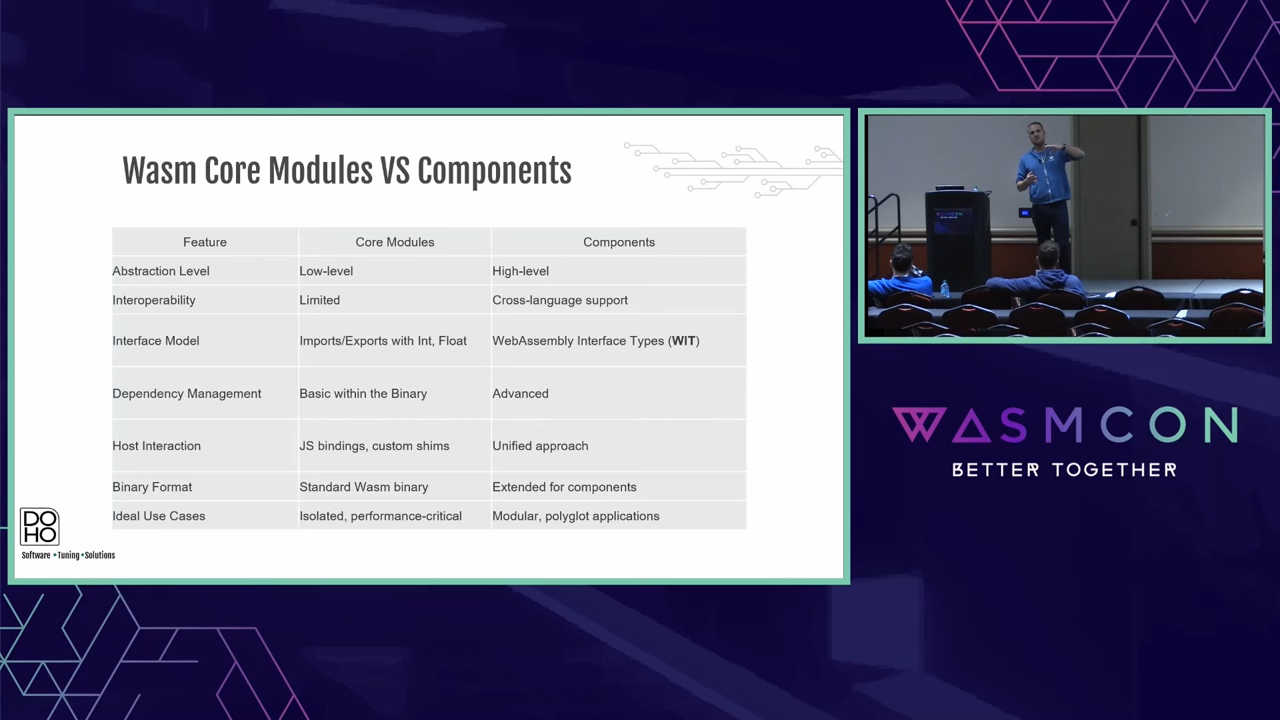 Wasm Core Modules VS Components
Feature Core Modules Components
Abstraction Level Low-level High-level
Interoperability Limited Cross-language support
Interface Model Imports/Exports with Int, Float WebAssembly Interface Types (WIT)
Dependency Management Basic within the Binary Advanced
Host Interaction JS bindings, custom shims Unified approach
Binary Format Standard Wasm binary Extended for components
Ideal Use Cases Isolated, performance-critical Modular, polyglot applications
DO
HO
Software •Tuning•Solutions
WASMCON
WASMCON
BETTER TOGETHER